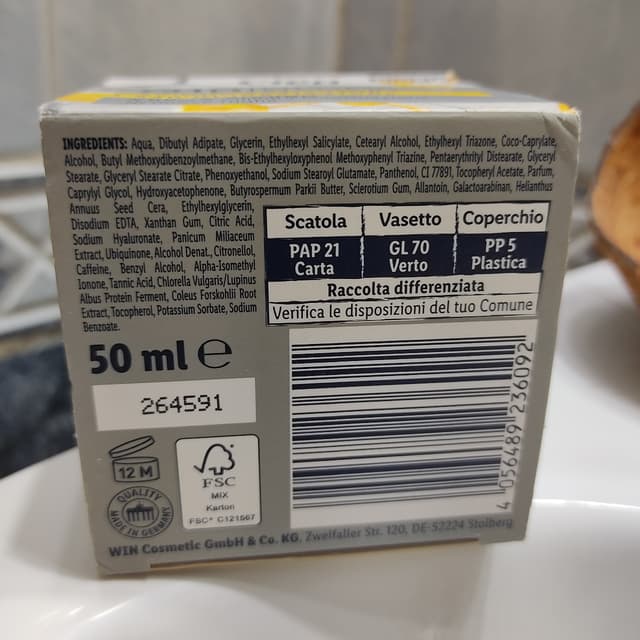 INGREDIENTS: Aqua, Dibutyl Adipate, Glycerin, Ethylhexyl Salicylate, Cetearyl Alcohol, Ethylhexyl Triazone, Coco-Caprylate,
Alcohol, Butyl Methoxydibenzoylmethane, Bis-Ethylhexyloxyphenol Methoxyphenyl Triazine, Pentaerythrityl Distearate, Glyceryl
Stearate, Glyceryl Stearate Citrate, Phenoxyethanol, Sodium Stearoyl Glutamate, Panthenol, CI 77891, Tocopheryl Acetate, Parfum,
Caprylyl Glycol, Hydroxyacetophenone, Butyrospermum Parkii Butter, Sclerotium Gum, Allantoin, Galactoarabinan, Helianthus
Annuus Seed Cera, Ethylhexylglycerin,
Disodium EDTA, Xanthan Gum, Citric Acid,
Sodium Hyaluronate, Panicum Miliaceum
Extract, Ubiquinone, Alcohol Denat., Citronellol,
Caffeine, Benzyl Alcohol, Alpha-Isomethyl
Ionone, Tannic Acid, Chlorella Vulgaris/Lupinus
Albus Protein Ferment, Coleus Forskohlii Root
Extract, Tocopherol, Potassium Sorbate, Sodium
Benzoate.
Scatola Vasetto Coperchio
PAP 21 GL 70 PP 5
Carta Verto Plastica
Raccolta differenziata
Verifica le disposizioni del tuo Comune
50 ml e
264591
12 M
FSC
MIX
Karton
FSC® C121567
QUALITY
MADE IN GERMANY
4 056489 236092
WIN Cosmetic GmbH & Co. KG, Zweifaller Str. 120, DE-52224 Stolberg